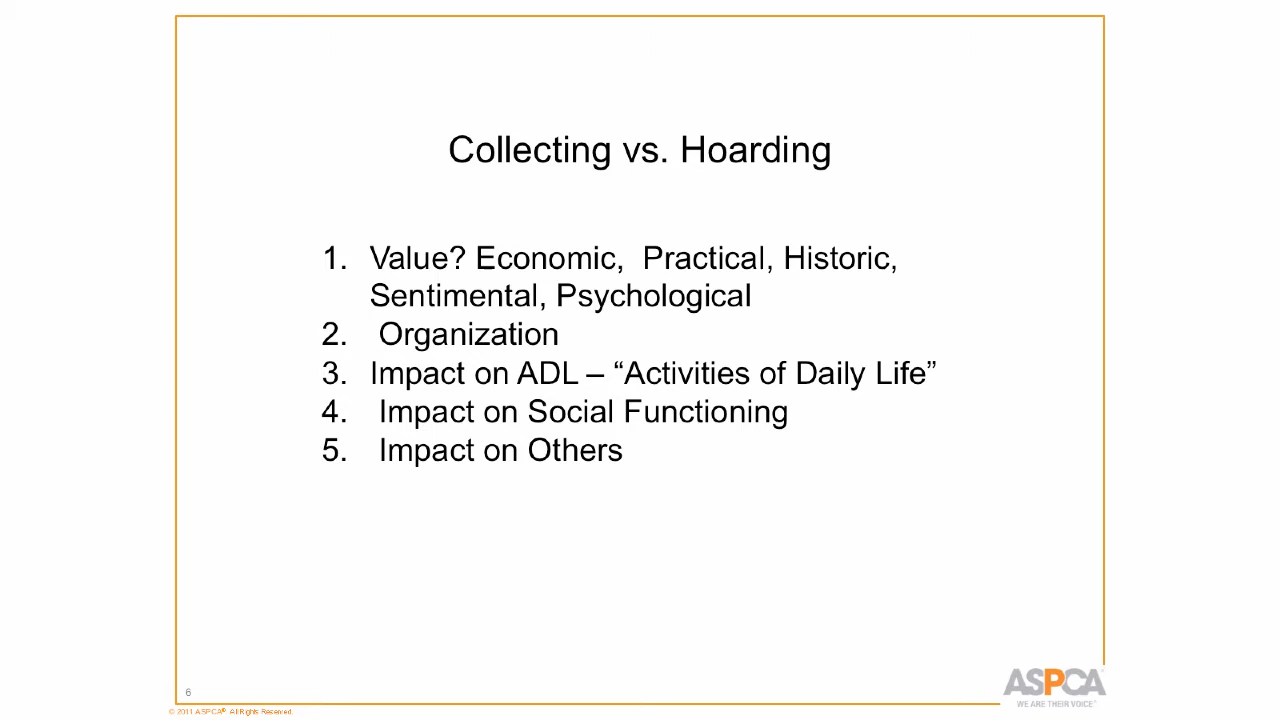 Collecting vs. Hoarding
1. Value? Economic, Practical, Historic,
Sentimental, Psychological
2. Organization
3. Impact on ADL – “Activities of Daily Life”
4. Impact on Social Functioning
5. Impact on Others
6
© 2011 ASPCA®. All Rights Reserved.
ASPCA
WE ARE THEIR VOICE™